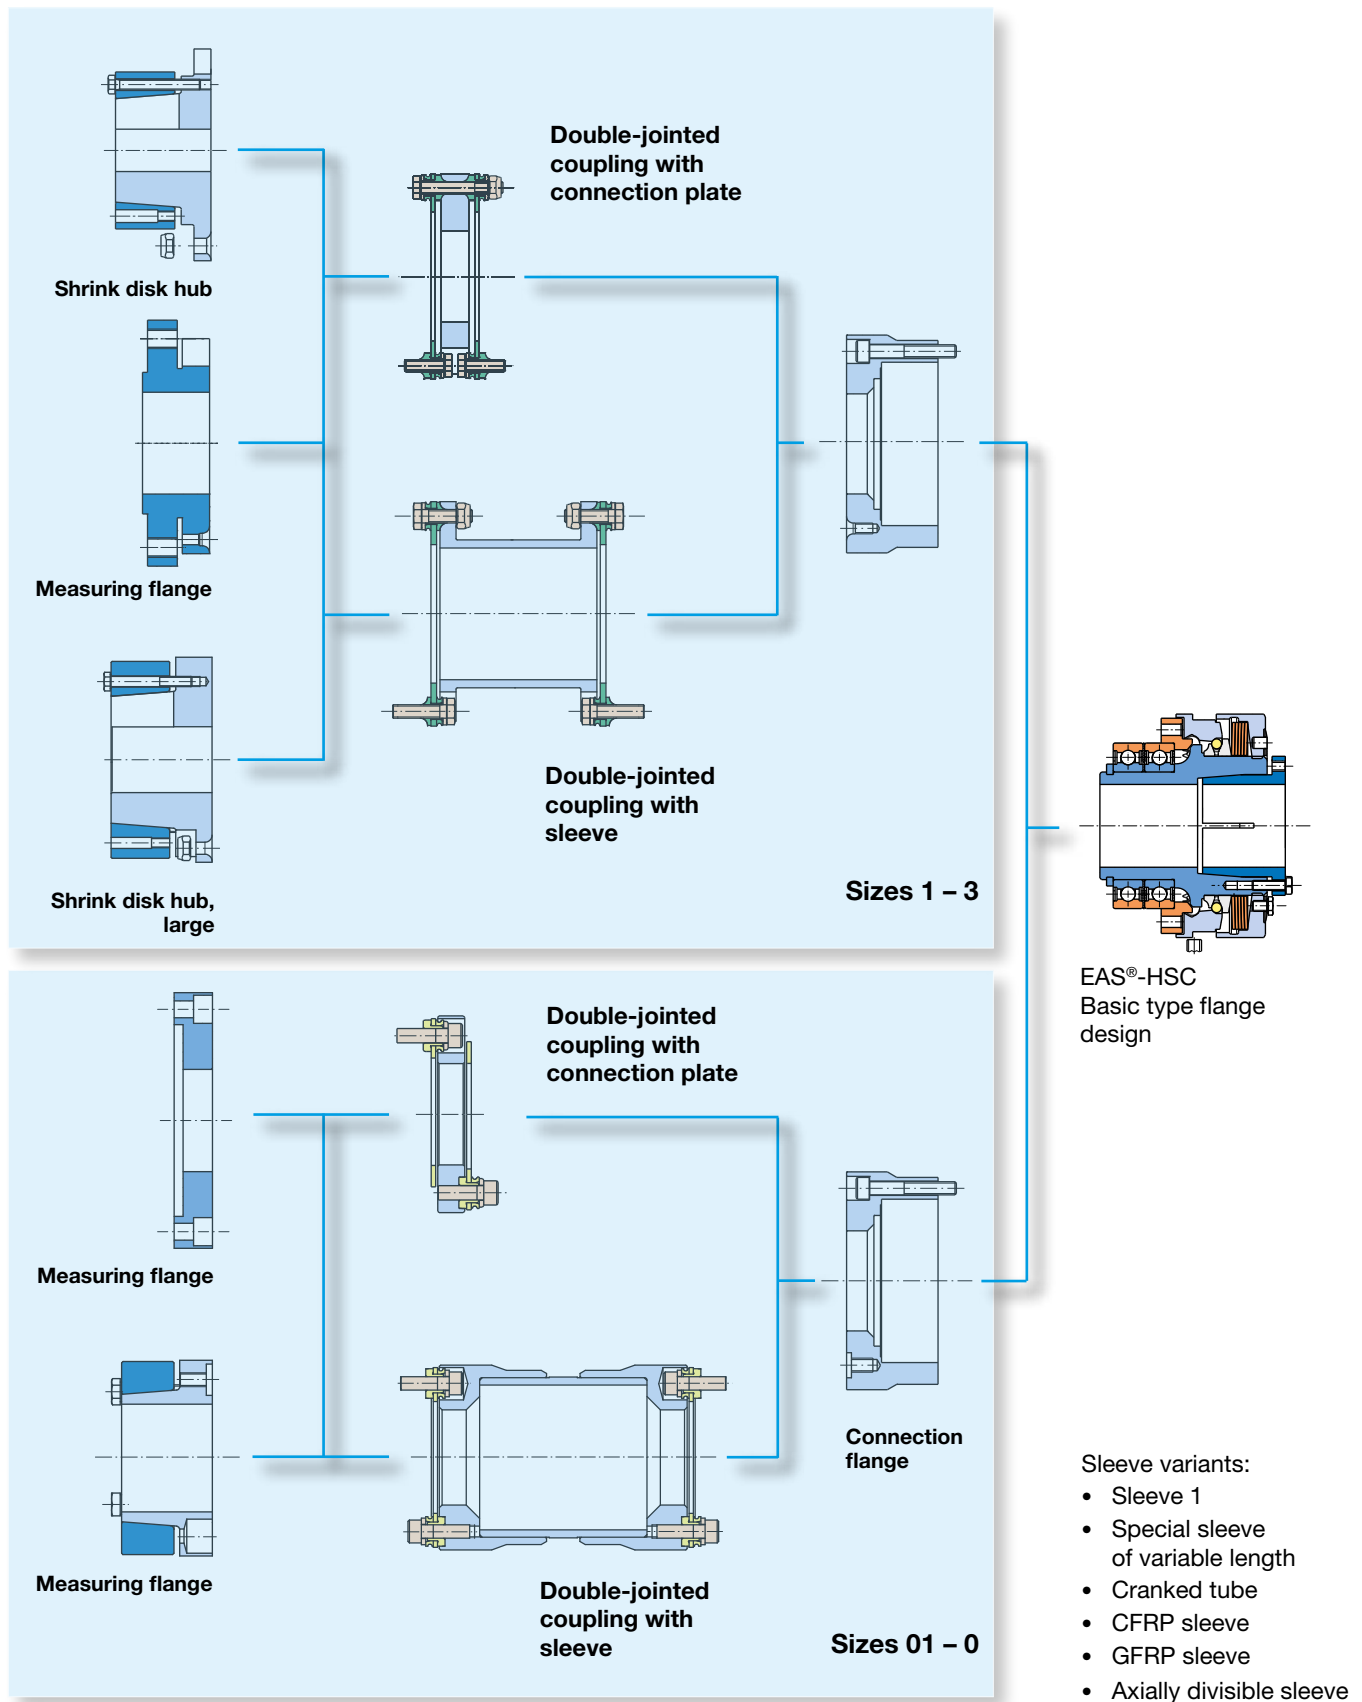 Double-jointed
coupling with
connection plate
Shrink disk hub
Measuring flange
Double-jointed
coupling with
sleeve
Shrink disk hub,
large
Sizes 1 – 3
EAS®-HSC
Basic type flange
design
Double-jointed
coupling with
connection plate
Measuring flange
Connection
flange
Measuring flange
Double-jointed
coupling with
sleeve
Sizes 01 – 0
Sleeve variants:
• Sleeve 1
• Special sleeve
of variable length
• Cranked tube
• CFRP sleeve
• GFRP sleeve
• Axially divisible sleeve